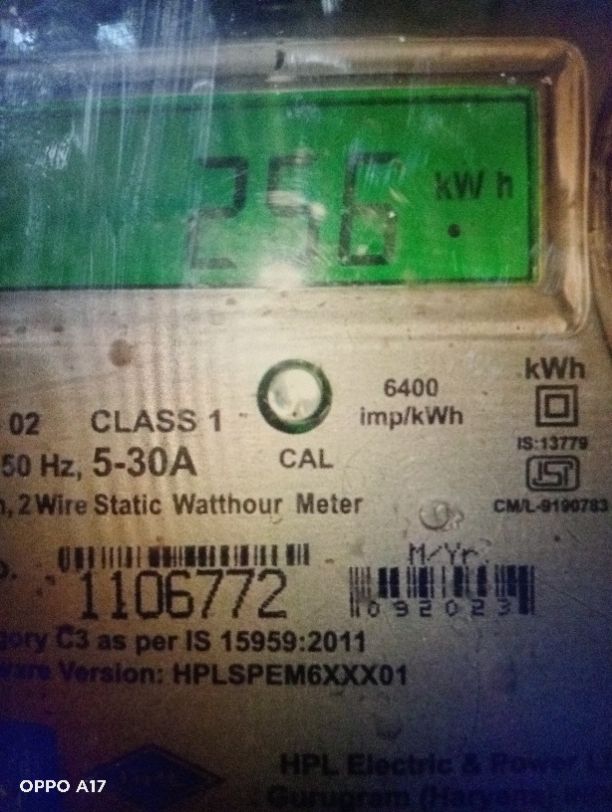 256 kWh
kWh
6400
imp/kWh
02 CLASS 1
50 Hz, 5-30A
CAL
IS:13779
ISI
2 Wire Static Watthour Meter
CM/L-9190783
M/Yr.
1106772
092023
C3 as per IS 15959:2011
Version: HPLSPEM6XXX01
HPL Electric & Power
Gurugram
OPPO A17